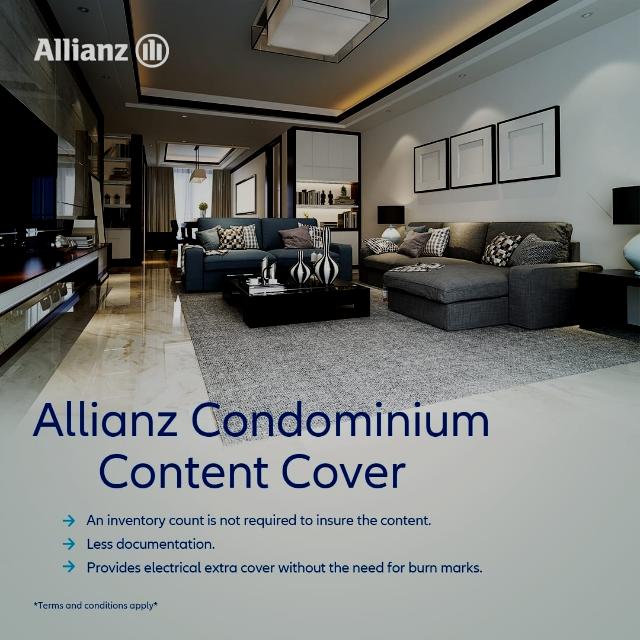 Allianz
Allianz Condominium
Content Cover
An inventory count is not required to insure the content.
Less documentation.
Provides electrical extra cover without the need for burn marks.
*Terms and conditions apply*